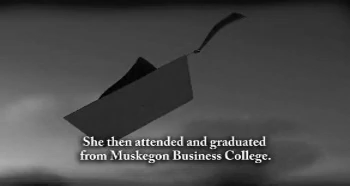 She then attended and graduated
from Muskegon Business College.